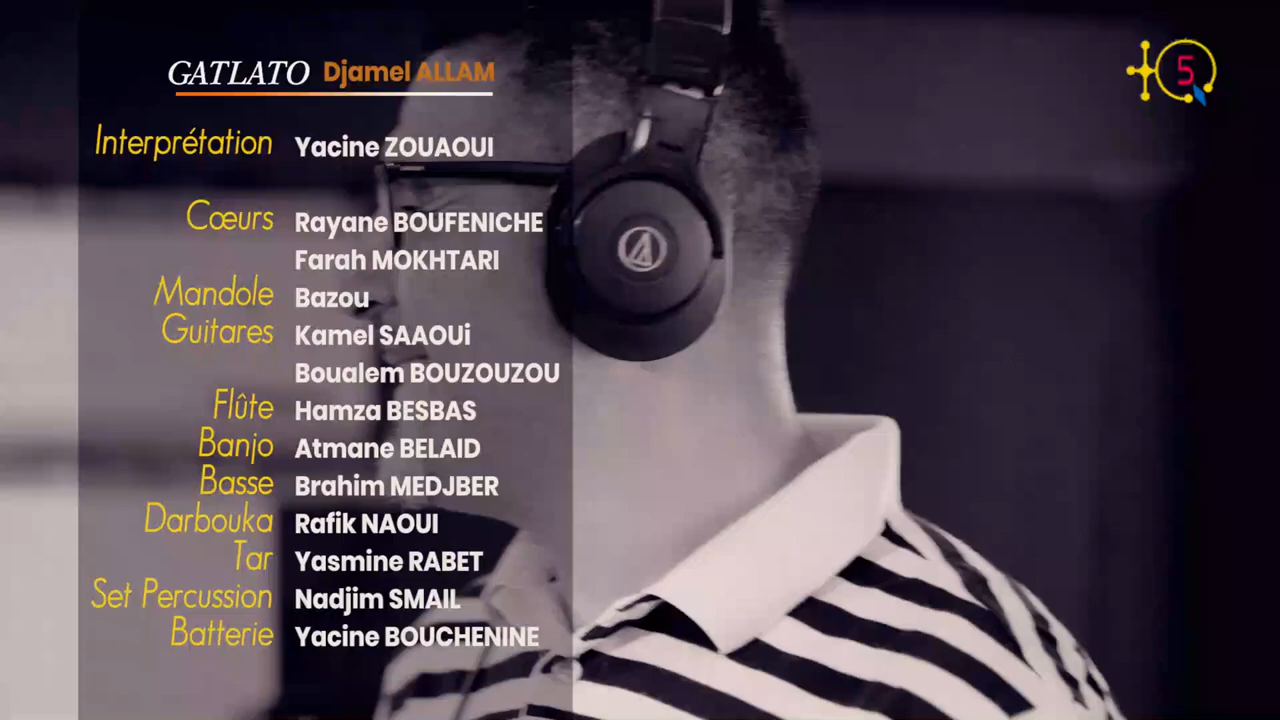 GATLATO Djamel ALLAM
Interprétation Yacine ZOUAOUI
Cœurs Rayane BOUFENICHE
Farah MOKHTARI
Mandole Bazou
Guitares Kamel SAAOUi
Boualem BOUZOUZOU
Flûte Hamza BESBAS
Banjo Atmane BELAID
Basse Brahim MEDJBER
Darbouka Rafik NAOUI
Tar Yasmine RABET
Set Percussion Nadjim SMAIL
Batterie Yacine BOUCHENINE
5